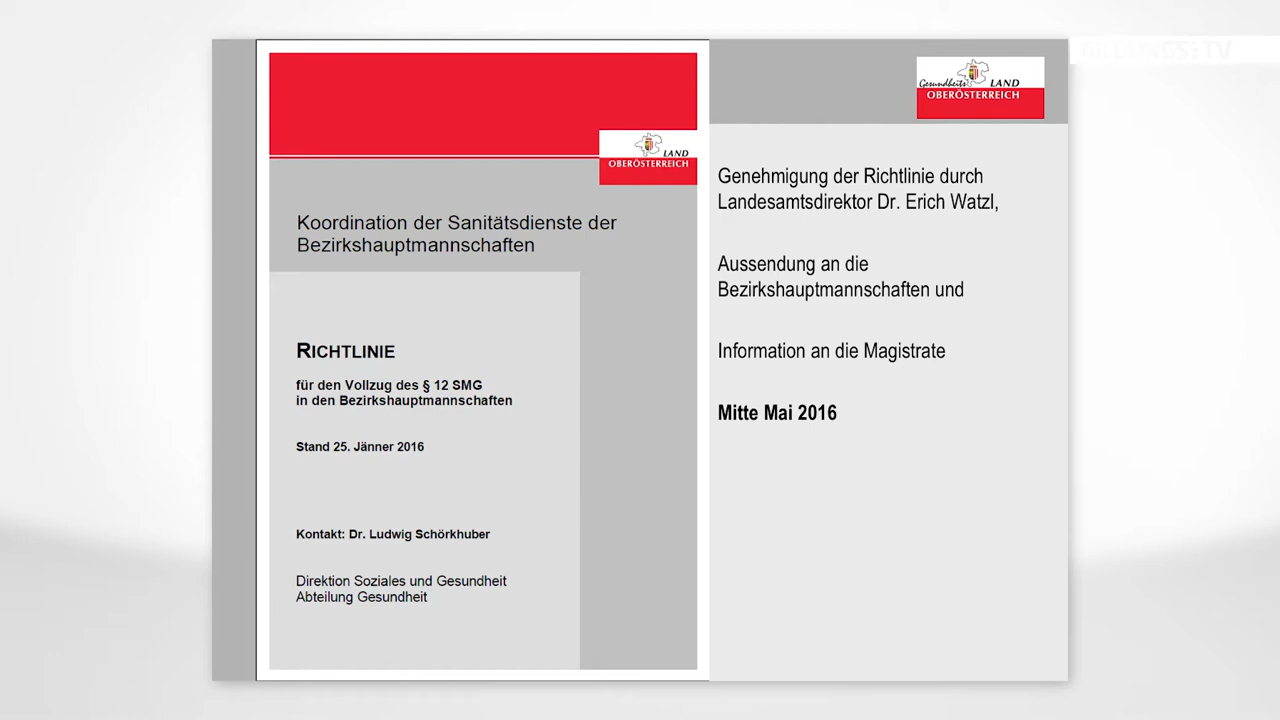 LAND
OBERÖSTERREICH
Koordination der Sanitätsdienste der
Bezirkshauptmannschaften
RICHTLINIE
für den Vollzug des § 12 SMG
in den Bezirkshauptmannschaften
Stand 25. Jänner 2016
Kontakt: Dr. Ludwig Schörkhuber
Direktion Soziales und Gesundheit
Abteilung Gesundheit
Gesundheits LAND
OBERÖSTERREICH
Genehmigung der Richtlinie durch
Landesamtsdirektor Dr. Erich Watzl,
Aussendung an die
Bezirkshauptmannschaften und
Information an die Magistrate
Mitte Mai 2016